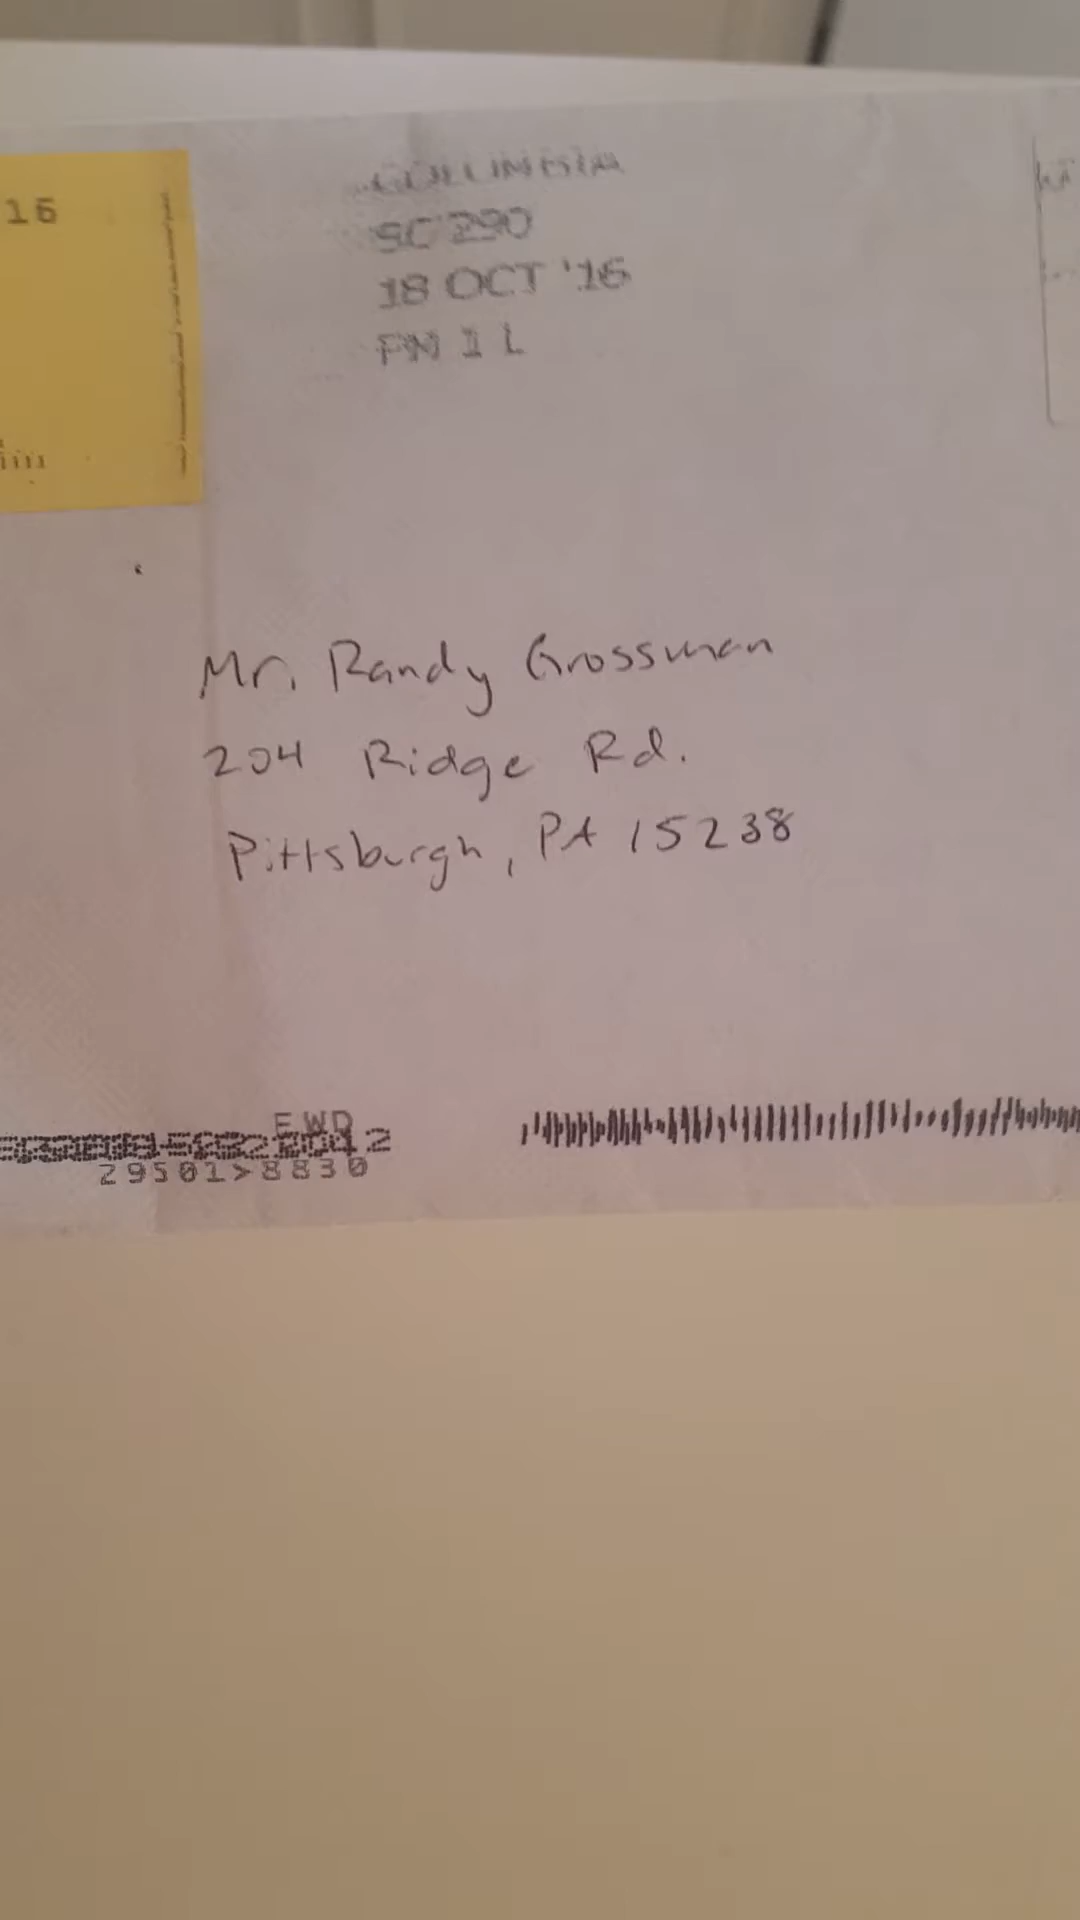 16
COLUMBIA
SC 290
18 OCT '16
PM 1 L
Mr. Randy Grossman
204 Ridge Rd.
Pittsburgh, PA 15238
FWD
29501>8830